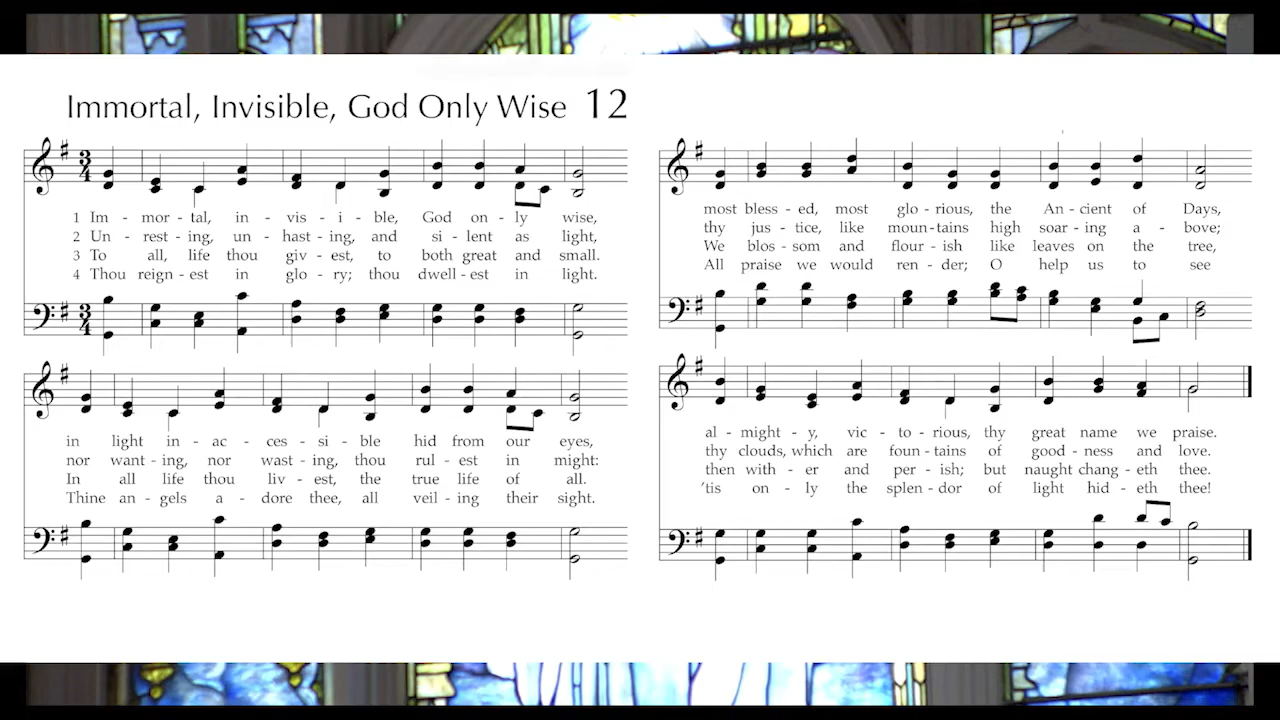 Immortal, Invisible, God Only Wise 12
3
4
1 Im - mor - tal, in - vis - i - ble, God on - ly wise,
2 Un - rest - ing, un - hast - ing, and si - lent as light,
3 To all, life thou giv - est, to both great and small.
4 Thou reign - est in glo - ry; thou dwell - est in light.
3
4
in light in - ac - ces - si - ble hid from our eyes,
nor want - ing, nor wast - ing, thou rul - est in might:
In all life thou liv - est, the true life of all.
Thine an - gels a - dore thee, all veil - ing their sight.
most bless - ed, most glo - rious, the An - cient of Days,
thy jus - tice, like moun - tains high soar - ing a - bove;
We blos - som and flour - ish like leaves on the tree,
All praise we would ren - der; O help us to see
al - might - y, vic - to - rious, thy great name we praise.
thy clouds, which are foun - tains of good - ness and love.
then with - er and per - ish; but naught chang - eth thee.
’tis on - ly the splen - dor of light hid - eth thee!